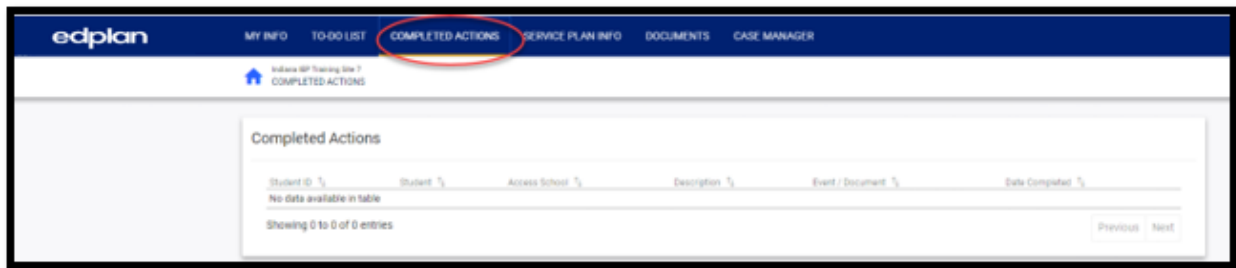 edplan MY INFO TO-DO LIST COMPLETED ACTIONS SERVICE PLAN INFO DOCUMENTS CASE MANAGER
Indiana IEP Training Site 7
COMPLETED ACTIONS
Completed Actions
Student ID Student Access School Description Event / Document Date Completed
No data available in table
Showing 0 to 0 of 0 entries
Previous Next